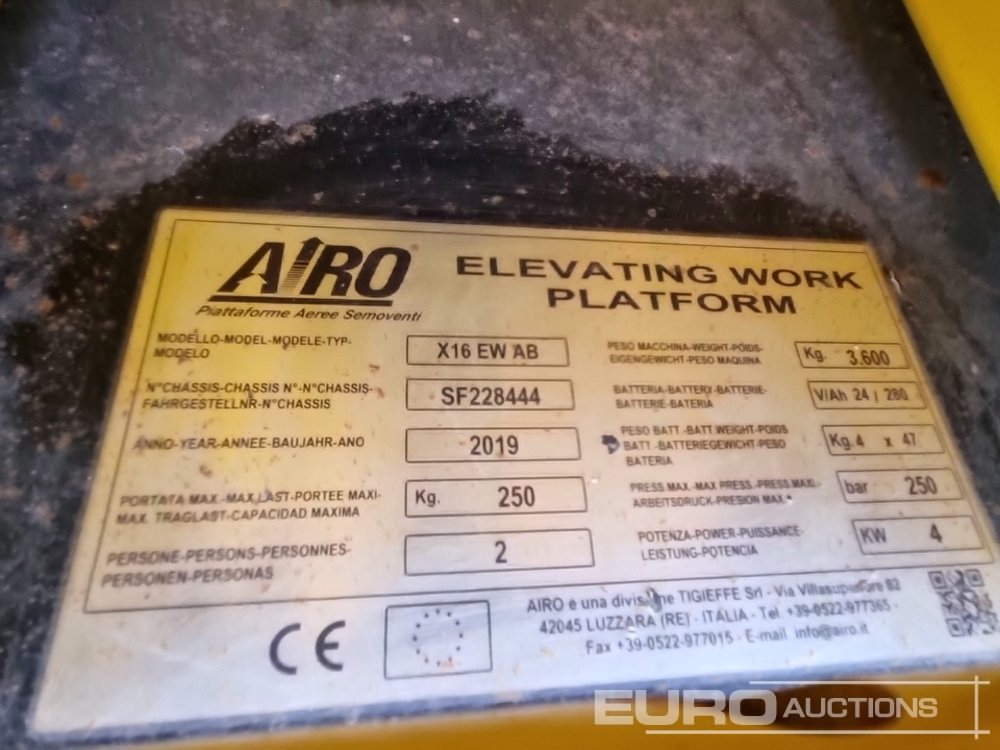 AIRO®
Piattaforme Aeree Semoventi
ELEVATING WORK
PLATFORM
MODELLO-MODEL-MODELE-TYP-
MODELO
X16 EW AB
N°CHASSIS-CHASSIS N°-N°CHASSIS-
FAHRGESTELLNR-N°CHASSIS
SF228444
ANNO-YEAR-ANNEE-BAUJAHR-ANO
2019
PORTATA MAX.-MAX.LAST-PORTEE MAXI-
MAX. TRAGLAST-CAPACIDAD MAXIMA
Kg. 250
PERSONE-PERSONS-PERSONNES-
PERSONEN-PERSONAS
2
PESO MACCHINA-WEIGHT-POIDS-
EIGENGEWICHT-PESO MAQUINA
Kg. 3.600
BATTERIA-BATTERY-BATTERIE-
BATTERIE-BATERIA
V/Ah 24 / 280
PESO BATT.-BATT.WEIGHT-POIDS
BATT.-BATTERIEGEWICHT-PESO
BATERIA
Kg.4 x 47
PRESS.MAX.-MAX PRESS.-PRESS.MAXI.-
ARBEITSDRUCK-PRESION MAX.
bar 250
POTENZA-POWER-PUISSANCE-
LEISTUNG-POTENCIA
KW 4
CE
AIRO è una divisione TIGIEFFE Srl - Via Villasuperiore 82
42045 LUZZARA (RE) - ITALIA - Tel. +39-0522-977365 -
Fax +39-0522-977015 - E-mail. info@airo.it
EURO AUCTIONS